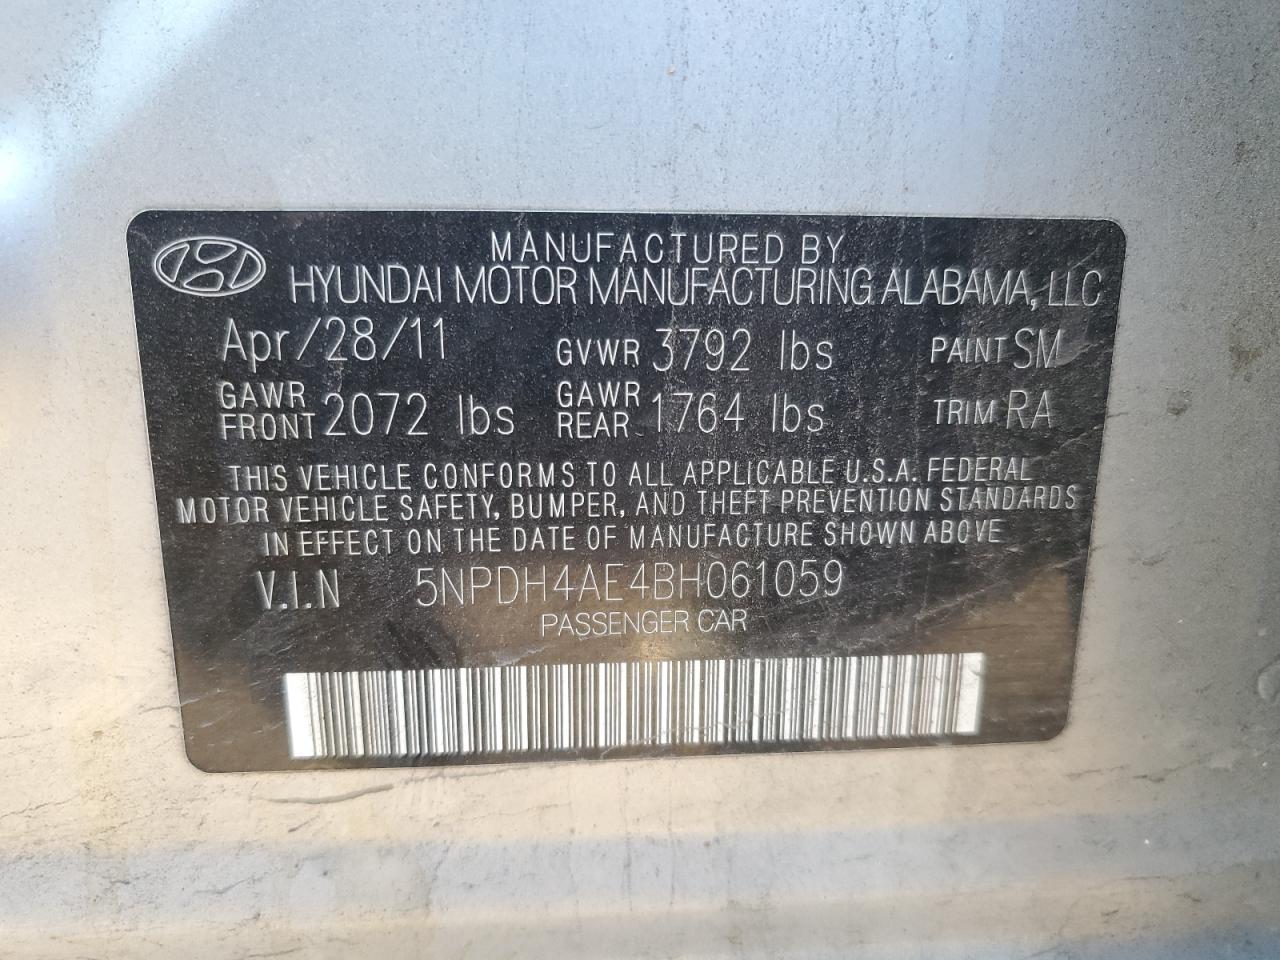 MANUFACTURED BY
HYUNDAI MOTOR MANUFACTURING ALABAMA, LLC
Apr/28/11 GVWR 3792 lbs PAINT SM
GAWR FRONT 2072 lbs GAWR REAR 1764 lbs TRIM RA
THIS VEHICLE CONFORMS TO ALL APPLICABLE U.S.A. FEDERAL
MOTOR VEHICLE SAFETY, BUMPER, AND THEFT PREVENTION STANDARDS
IN EFFECT ON THE DATE OF MANUFACTURE SHOWN ABOVE
V.I.N 5NPDH4AE4BH061059
PASSENGER CAR